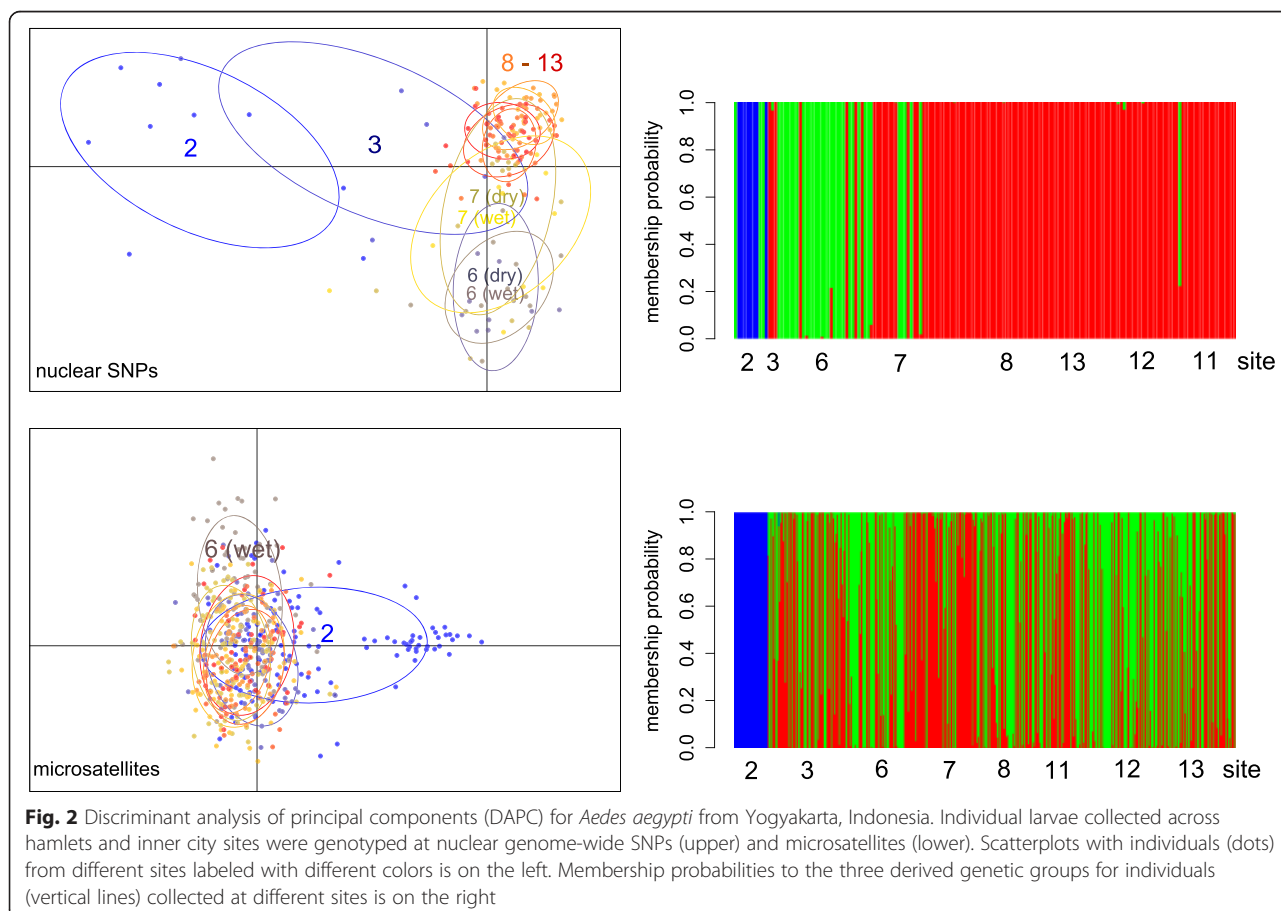 8 - 13
2
3
7 (dry)
7 (wet)
6 (dry)
6 (wet)
nuclear SNPs
membership probability
0.0 0.2 0.4 0.6 0.8 1.0
2 3 6 7 8 13 12 11 site
6 (wet)
2
microsatellites
membership probability
0.0 0.2 0.4 0.6 0.8 1.0
2 3 6 7 8 11 12 13 site
Fig. 2 Discriminant analysis of principal components (DAPC) for Aedes aegypti from Yogyakarta, Indonesia. Individual larvae collected across
hamlets and inner city sites were genotyped at nuclear genome-wide SNPs (upper) and microsatellites (lower). Scatterplots with individuals (dots)
from different sites labeled with different colors is on the left. Membership probabilities to the three derived genetic groups for individuals
(vertical lines) collected at different sites is on the right